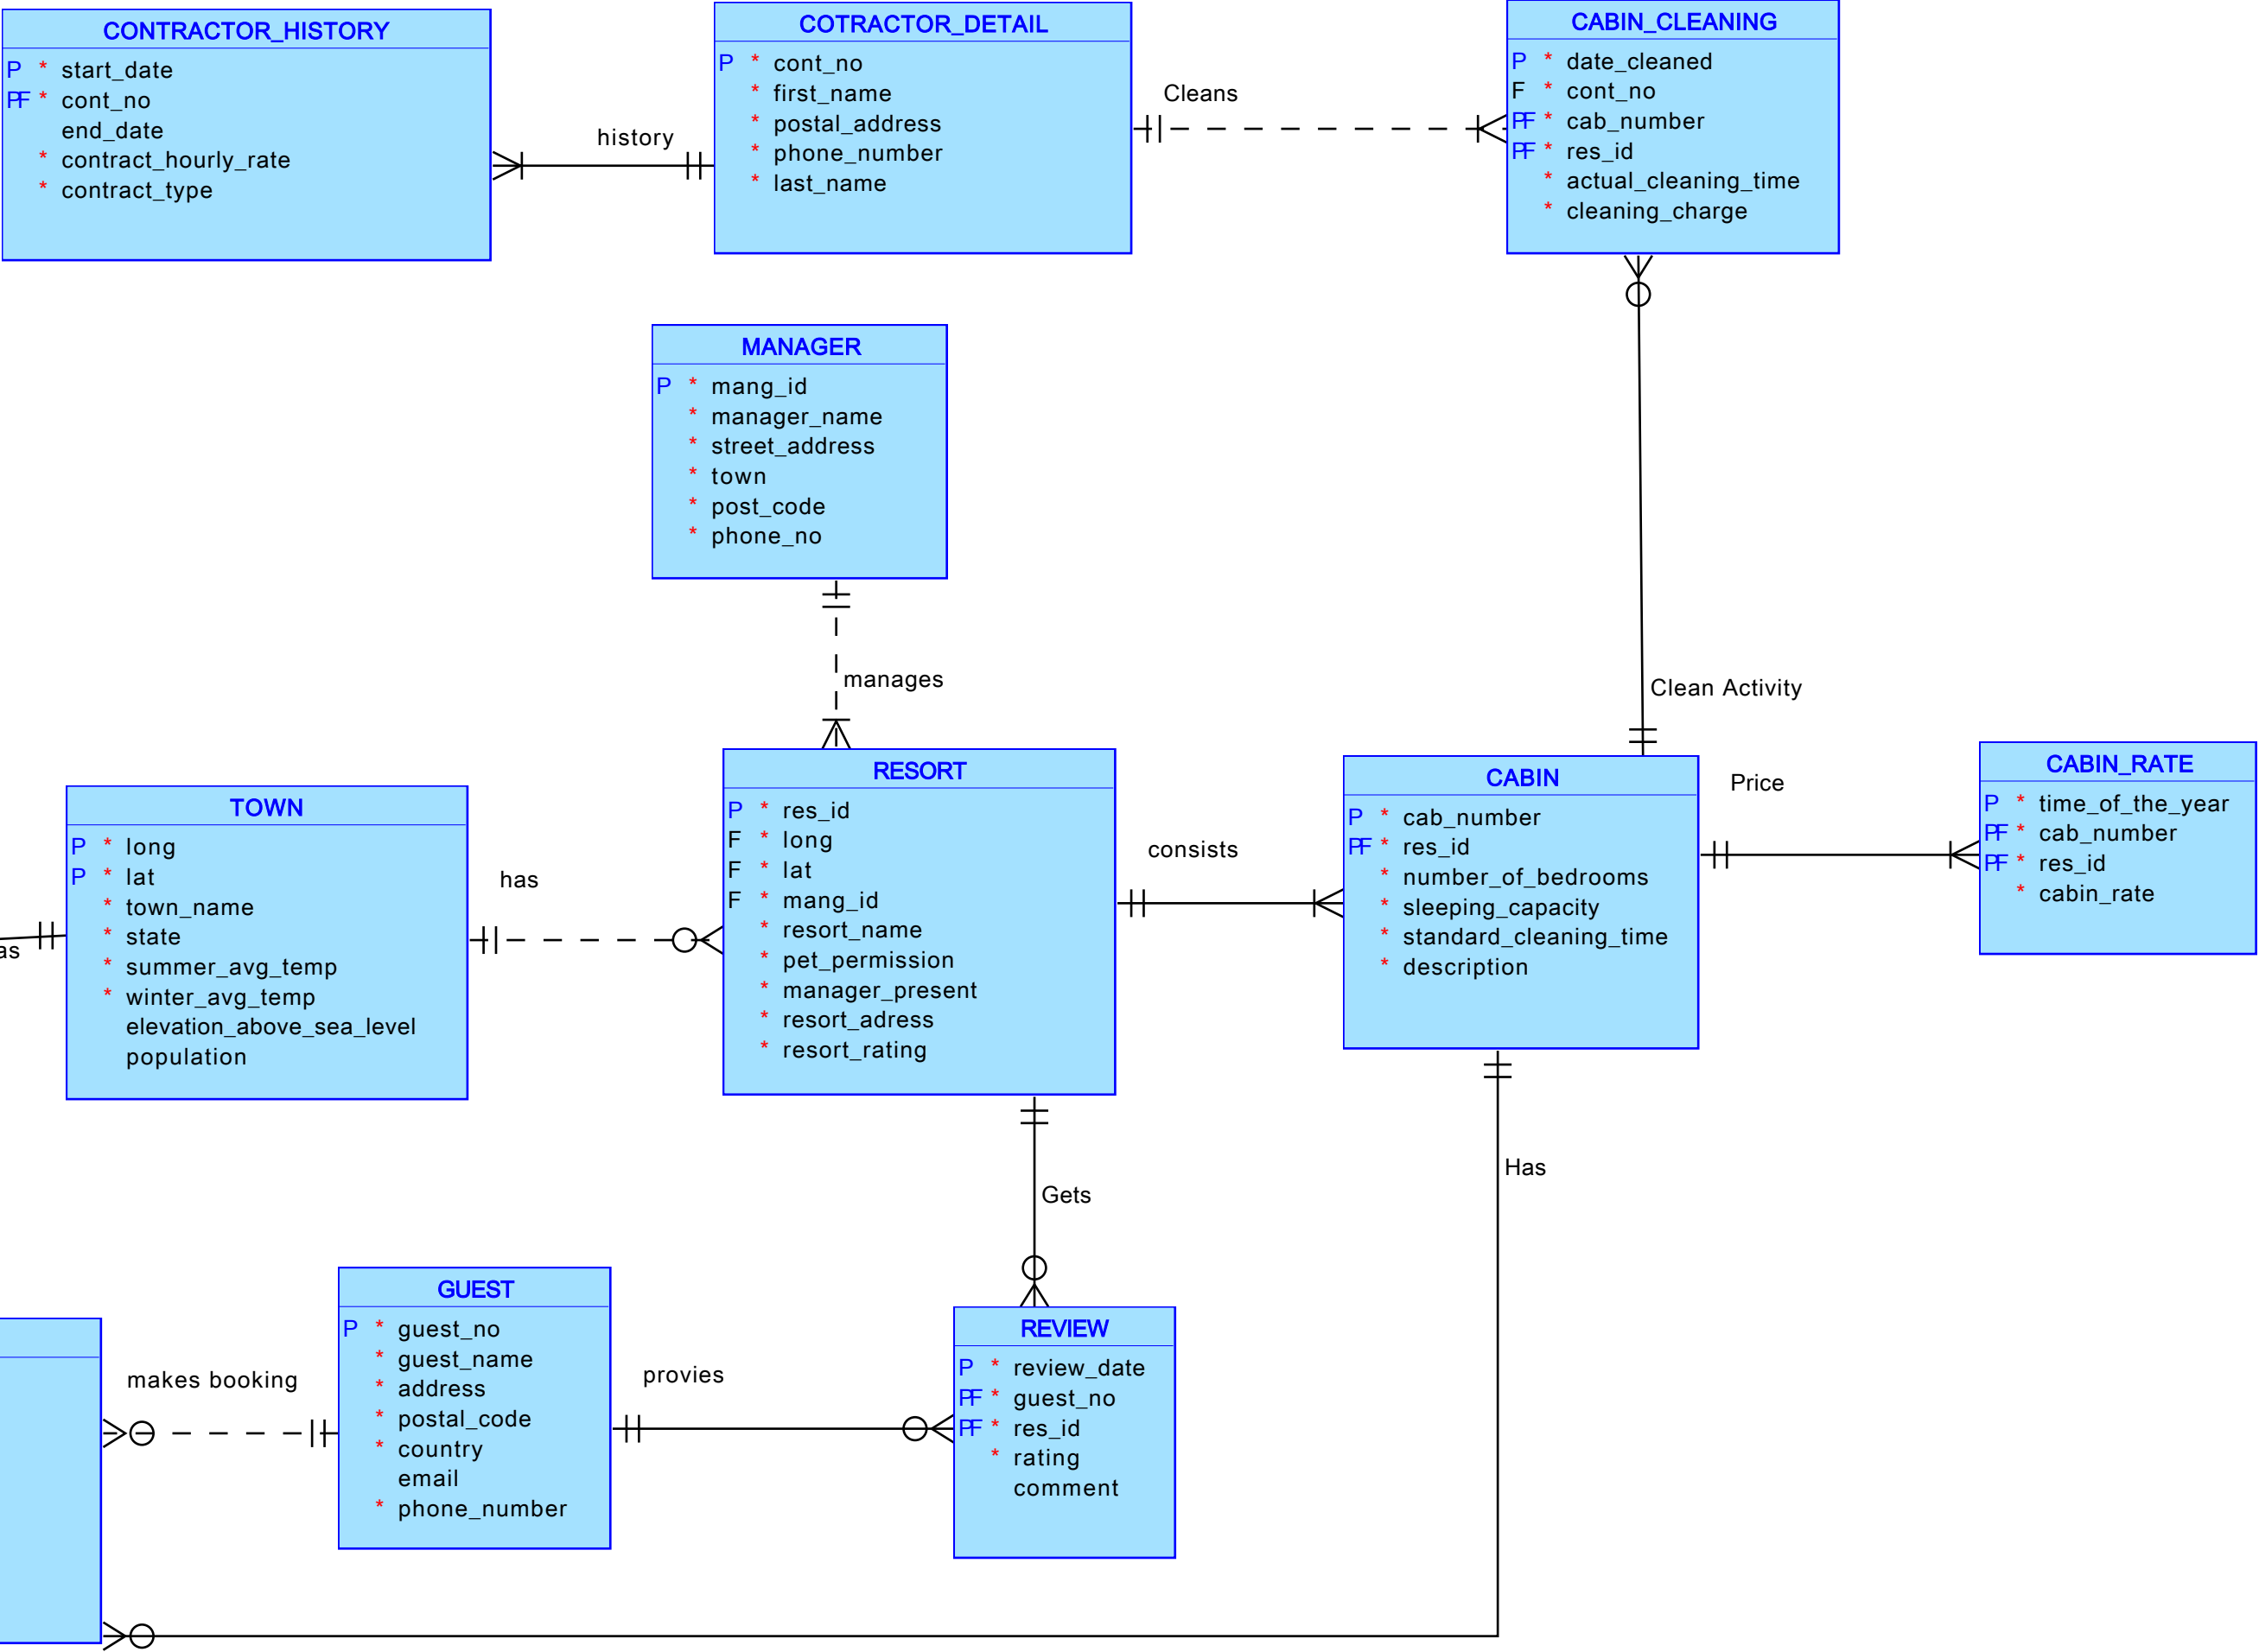 CONTRACTOR_HISTORY
P * start_date
PF * cont_no
end_date
* contract_hourly_rate
* contract_type
history
COTRACTOR_DETAIL
P * cont_no
* first_name
* postal_address
* phone_number
* last_name
Cleans
CABIN_CLEANING
P * date_cleaned
F * cont_no
PF * cab_number
PF * res_id
* actual_cleaning_time
* cleaning_charge
MANAGER
P * mang_id
* manager_name
* street_address
* town
* post_code
* phone_no
manages
Clean Activity
as
TOWN
P * long
P * lat
* town_name
* state
* summer_avg_temp
* winter_avg_temp
elevation_above_sea_level
population
has
RESORT
P * res_id
F * long
F * lat
F * mang_id
* resort_name
* pet_permission
* manager_present
* resort_adress
* resort_rating
consists
CABIN
P * cab_number
PF * res_id
* number_of_bedrooms
* sleeping_capacity
* standard_cleaning_time
* description
Price
CABIN_RATE
P * time_of_the_year
PF * cab_number
PF * res_id
* cabin_rate
Gets
Has
makes booking
GUEST
P * guest_no
* guest_name
* address
* postal_code
* country
email
* phone_number
provies
REVIEW
P * review_date
PF * guest_no
PF * res_id
* rating
comment